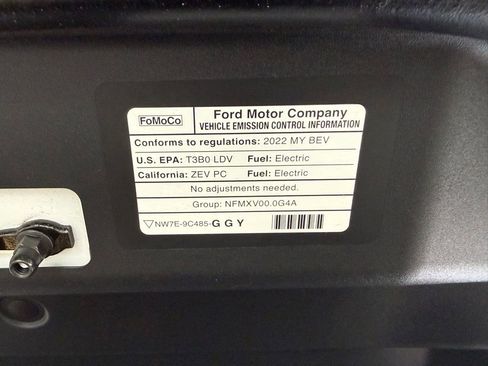 FoMoCo
Ford Motor Company
VEHICLE EMISSION CONTROL INFORMATION
Conforms to regulations: 2022 MY BEV
U.S. EPA: T3B0 LDV Fuel: Electric
California: ZEV PC Fuel: Electric
No adjustments needed.
Group: NFMXV00.0G4A
NW7E-9C485-GGY